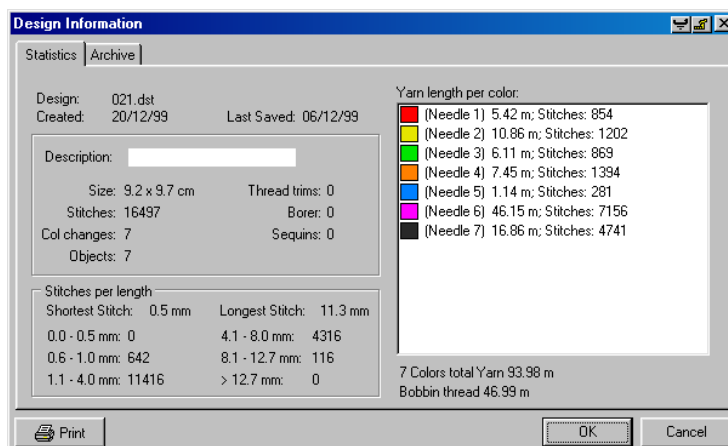 Design Information
Statistics
Archive
Design: 021.dst
Created: 20/12/99 Last Saved: 06/12/99
Description:
Size: 9.2 x 9.7 cm Thread trims: 0
Stitches: 16497 Borer: 0
Col changes: 7 Sequins: 0
Objects: 7
Stitches per length
Shortest Stitch: 0.5 mm Longest Stitch: 11.3 mm
0.0 - 0.5 mm: 0 4.1 - 8.0 mm: 4316
0.6 - 1.0 mm: 642 8.1 - 12.7 mm: 116
1.1 - 4.0 mm: 11416 > 12.7 mm: 0
Yarn length per color:
(Needle 1) 5.42 m; Stitches: 854
(Needle 2) 10.86 m; Stitches: 1202
(Needle 3) 6.11 m; Stitches: 869
(Needle 4) 7.45 m; Stitches: 1394
(Needle 5) 1.14 m; Stitches: 281
(Needle 6) 46.15 m; Stitches: 7156
(Needle 7) 16.86 m; Stitches: 4741
7 Colors total Yarn 93.98 m
Bobbin thread 46.99 m
Print
OK
Cancel